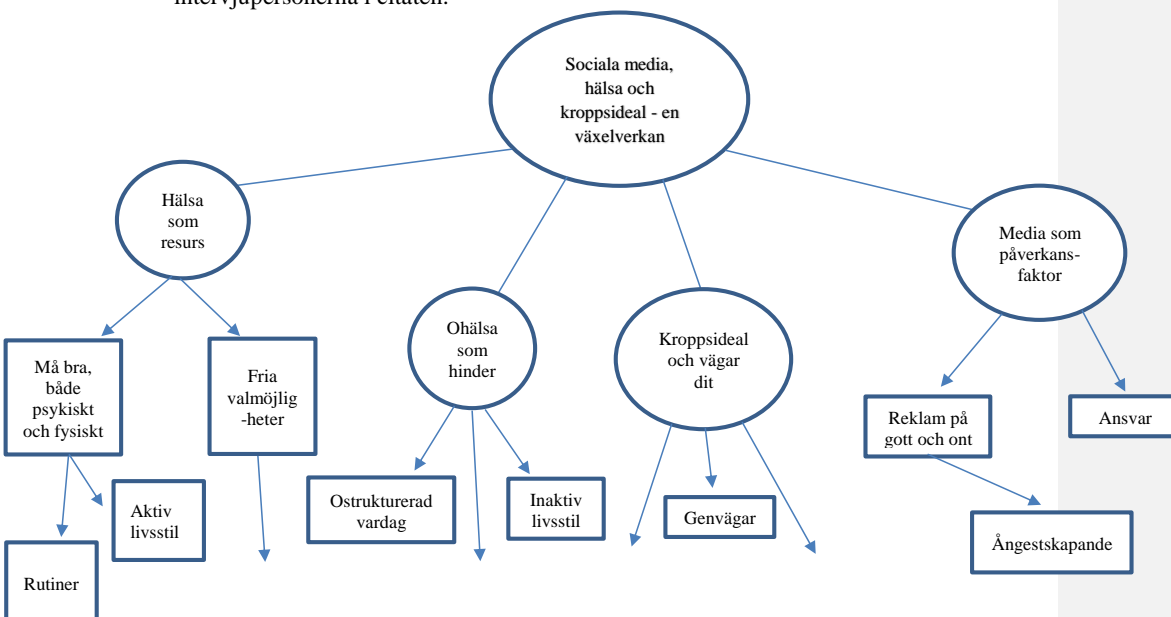 intervjupersonerna i citaten.
Sociala media,
hälsa och
kroppsideal - en
växelverkan
Hälsa
som
resurs
Media som
påverkans-
faktor
Ohälsa
som
hinder
Kroppsideal
och vägar
dit
Må bra,
både
psykiskt
och fysiskt
Fria
valmöjlig
-heter
Reklam på
gott och ont
Ansvar
Aktiv
livsstil
Ostrukturerad
vardag
Inaktiv
livsstil
Genvägar
Ångestskapande
Rutiner